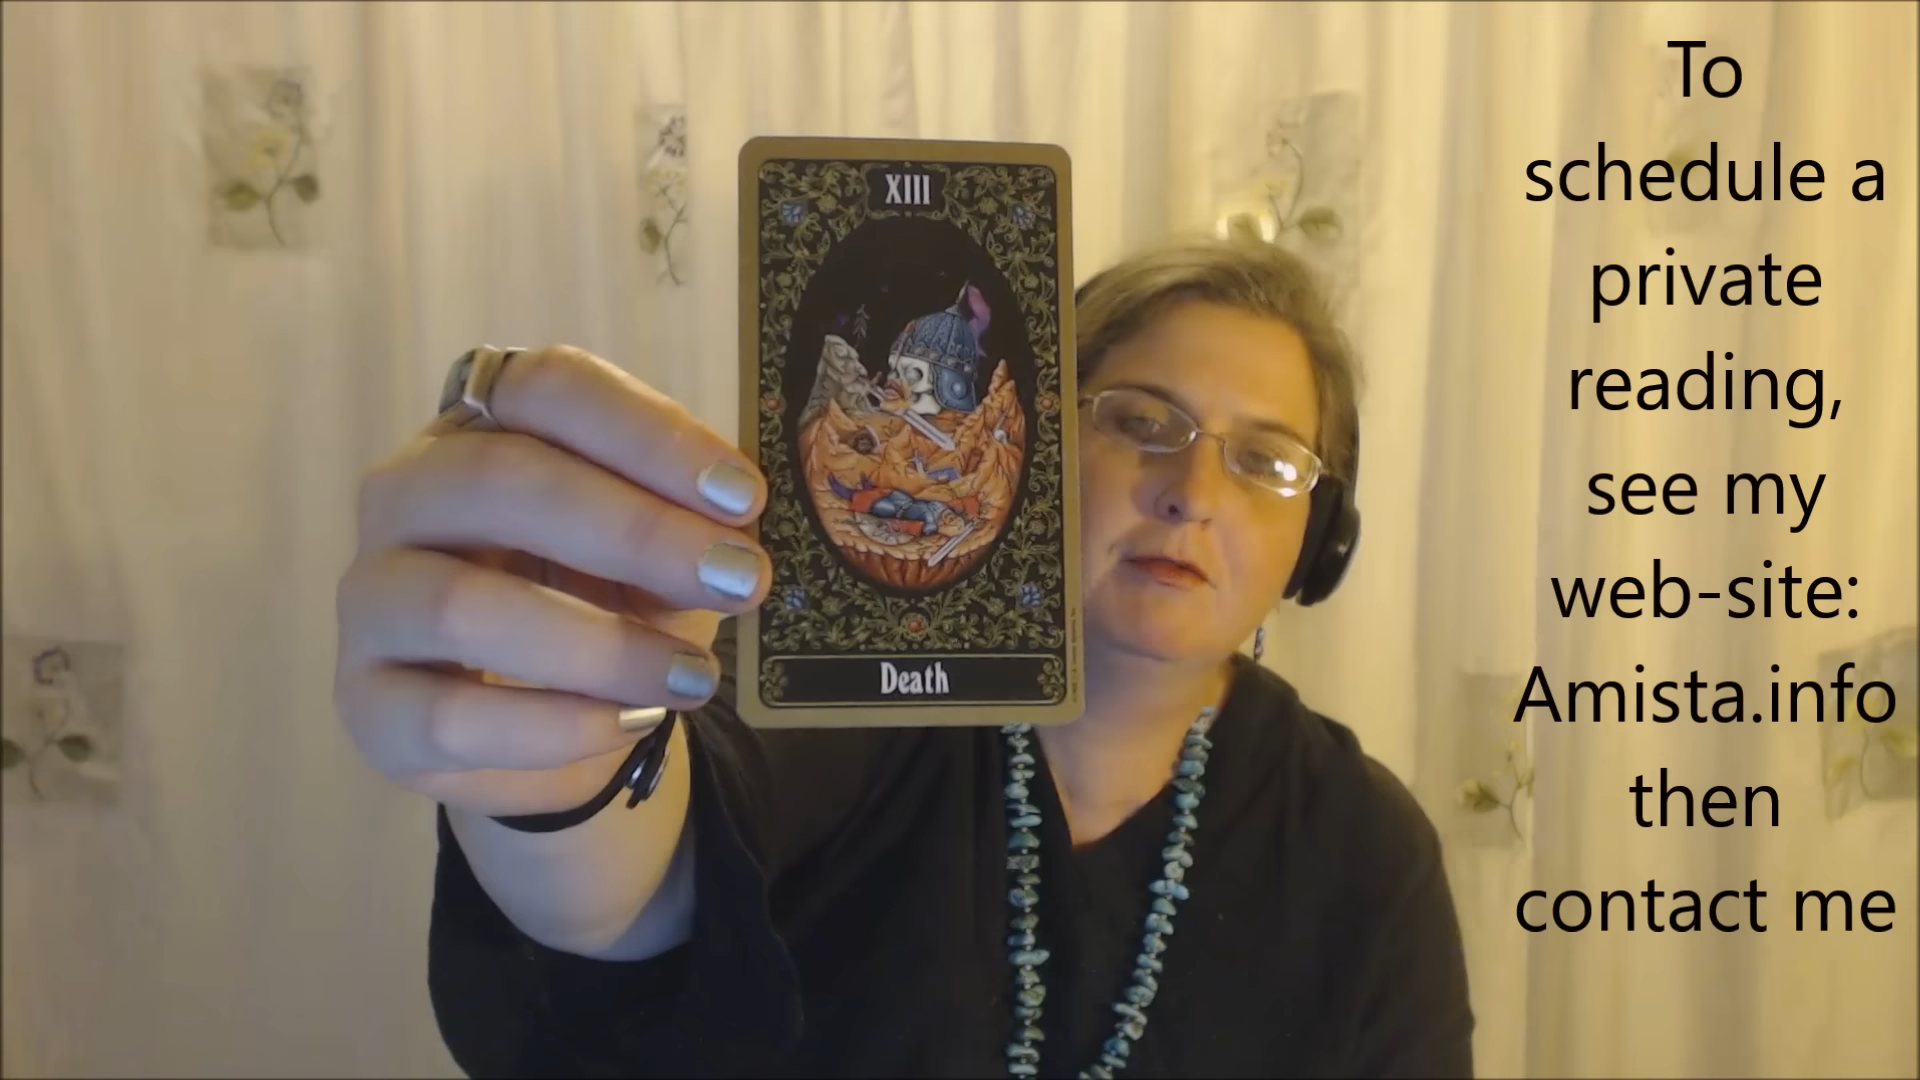 XIII
Death
To
schedule a
private
reading,
see my
web-site:
Amista.info
then
contact me